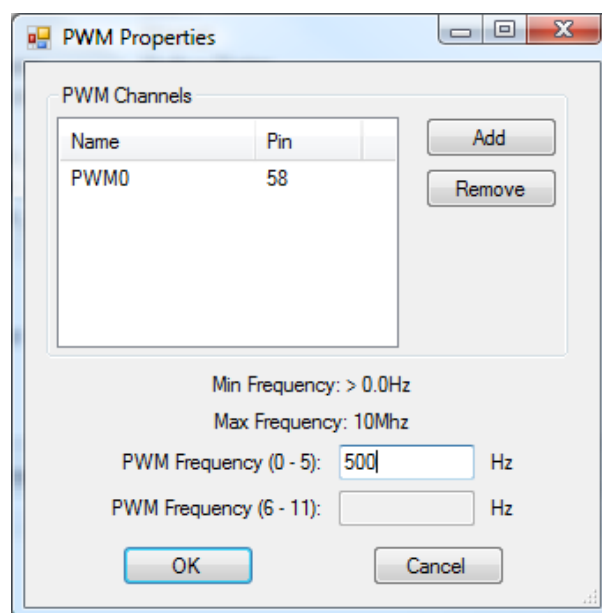 PWM Properties
PWM Channels
Name Pin
PWM0 58
Add
Remove
Min Frequency: > 0.0Hz
Max Frequency: 10Mhz
PWM Frequency (0 - 5): 500 Hz
PWM Frequency (6 - 11): Hz
OK Cancel